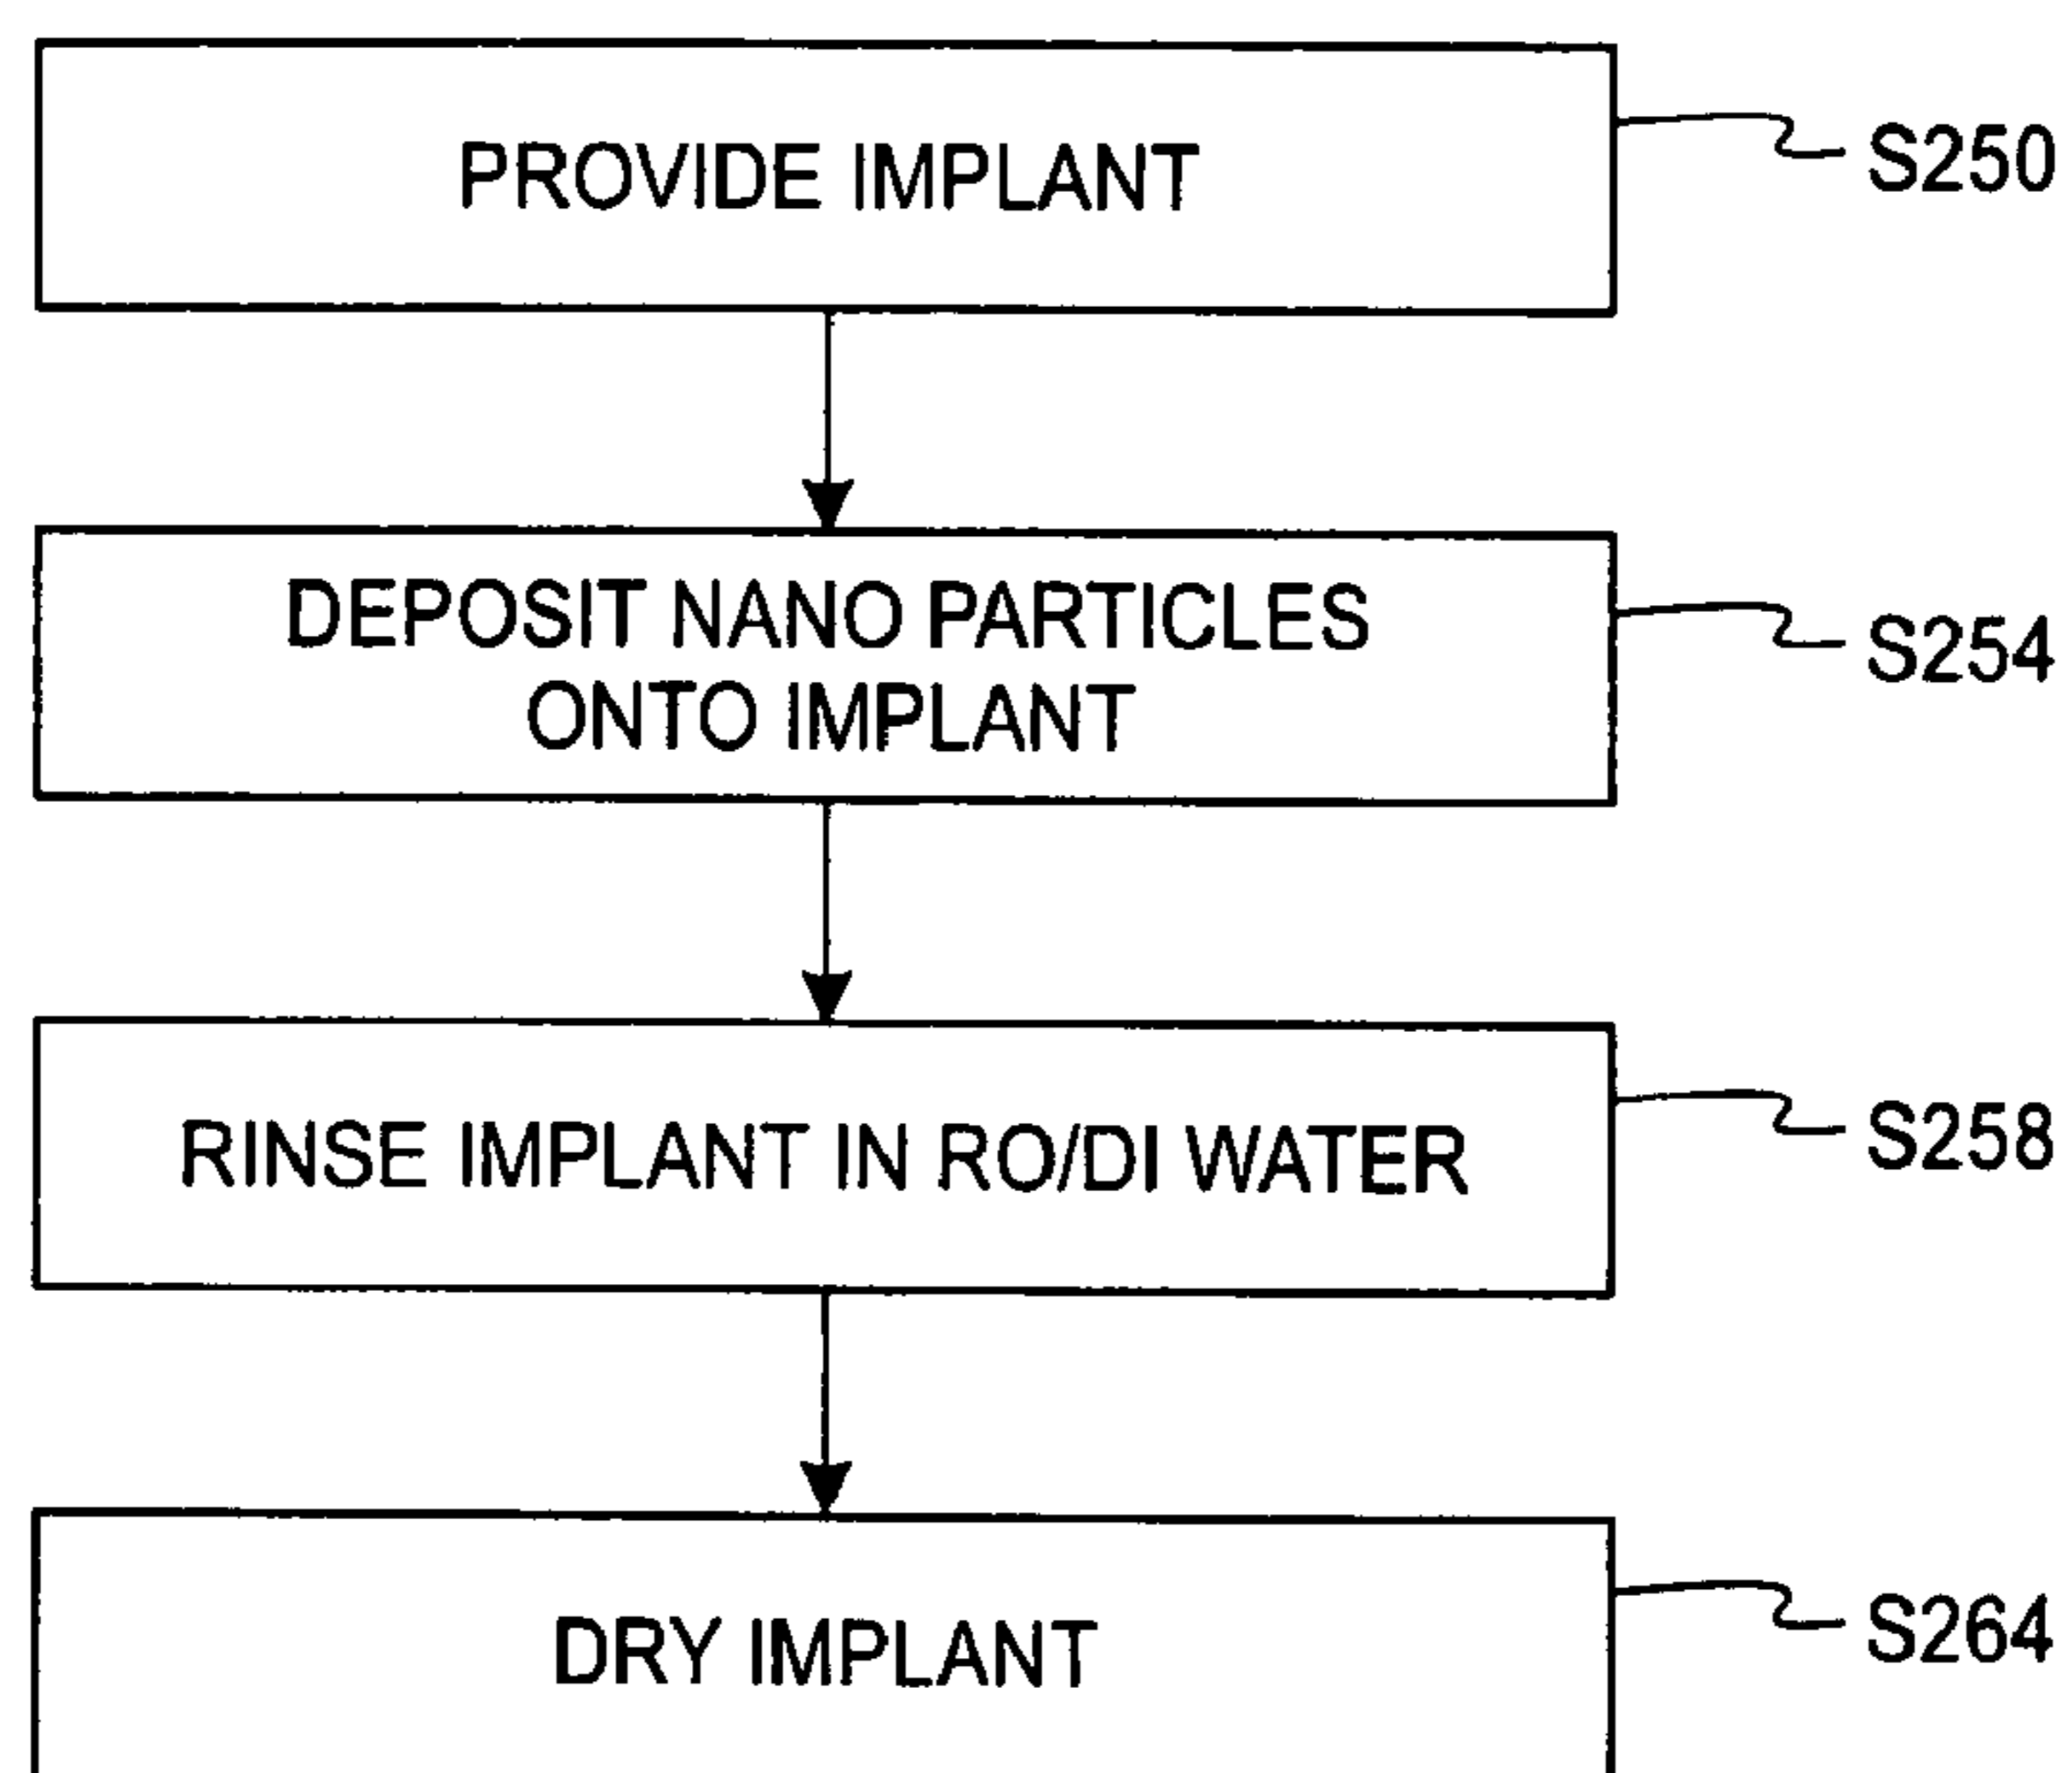 PROVIDE IMPLANT
S250
DEPOSIT NANO PARTICLES
ONTO IMPLANT
S254
RINSE IMPLANT IN RO/DI WATER
S258
DRY IMPLANT
S264